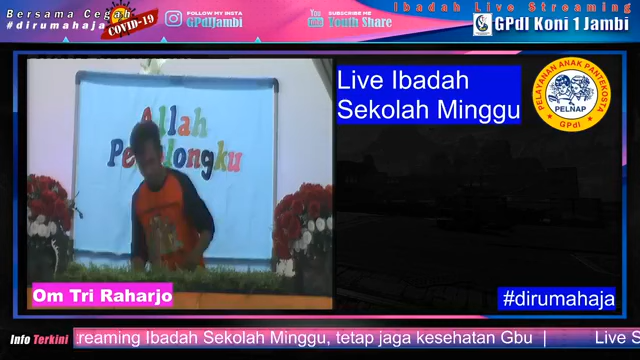 Bersama Cegah
#dirumahaja
COVID-19
FOLLOW MY INSTA
GPdIJambi
SUBSCRIBE ME
Youth Share
Ibadah Live Streaming
GPdI Koni 1 Jambi
Live Ibadah
Sekolah Minggu
PELAYANAN ANAK PANTEKOSTA
PELNAP
GPdI
Allah
Om Tri Raharjo
#dirumahaja
Info Terkini
treaming Ibadah Sekolah Minggu, tetap jaga kesehatan Gbu |
Live S